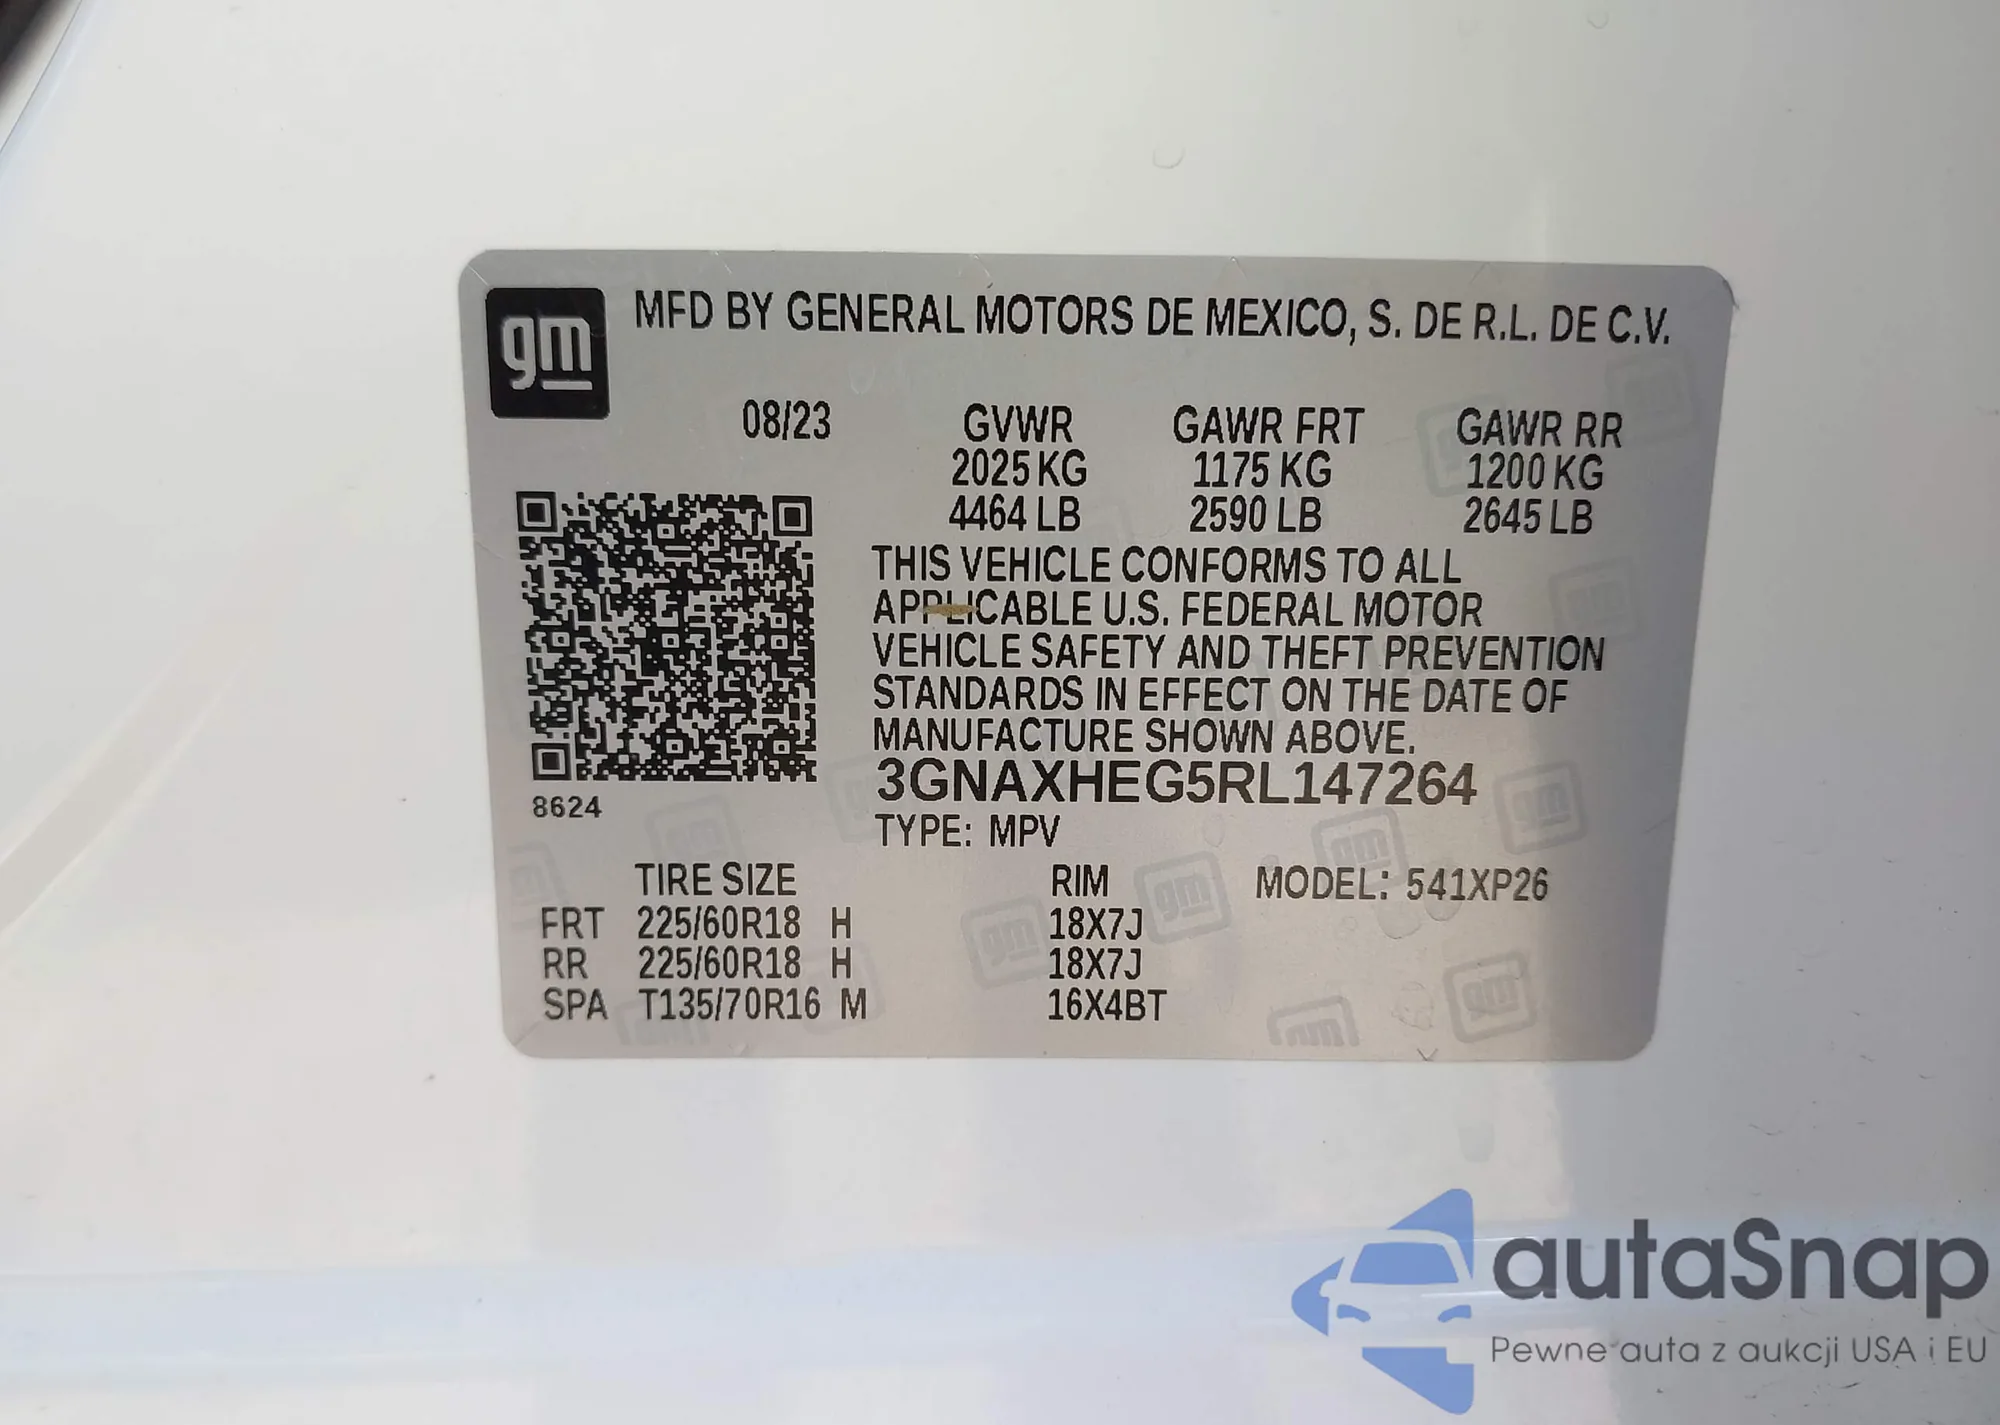 gm MFD BY GENERAL MOTORS DE MEXICO, S. DE R.L. DE C.V.
08/23 GVWR GAWR FRT GAWR RR
2025 KG 1175 KG 1200 KG
4464 LB 2590 LB 2645 LB
THIS VEHICLE CONFORMS TO ALL
APPLICABLE U.S. FEDERAL MOTOR
VEHICLE SAFETY AND THEFT PREVENTION
STANDARDS IN EFFECT ON THE DATE OF
MANUFACTURE SHOWN ABOVE.
3GNAXHEG5RL147264
8624
TYPE: MPV
TIRE SIZE RIM MODEL: 541XP26
FRT 225/60R18 H 18X7J
RR 225/60R18 H 18X7J
SPA T135/70R16 M 16X4BT
autaSnap
Pewne auta z aukcji USA i EU